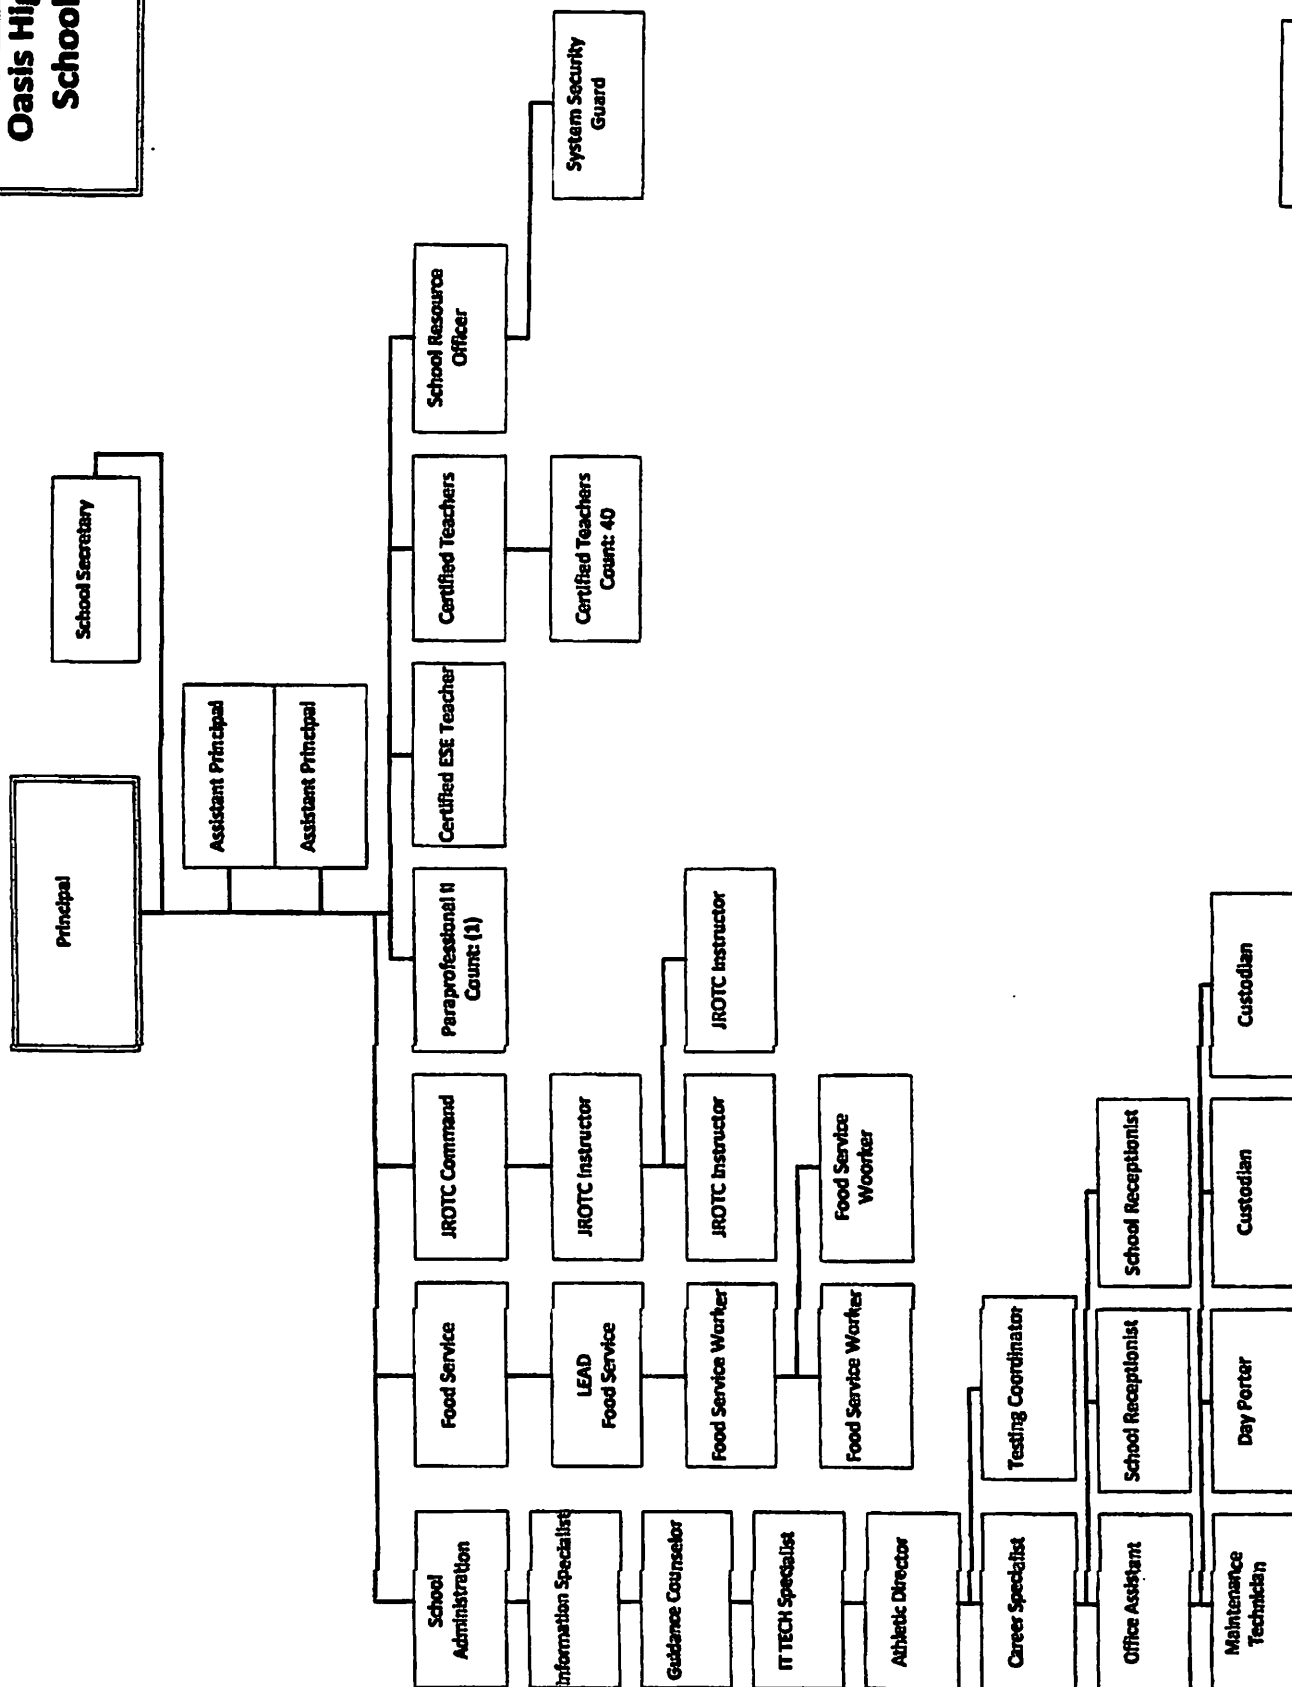 Oasis Hig
School
Principal
School Secretary
Assistant Principal
Assistant Principal
School
Administration
Food Service
JROTC Command
Paraprofessional II
Count: (1)
Certified ESE Teacher
Certified Teachers
School Resource
Officer
Information Specialist
LEAD
Food Service
JROTC Instructor
Certified Teachers
Count: 40
System Security
Guard
Guidance Counselor
Food Service Worker
JROTC Instructor
JROTC Instructor
IT TECH Specialist
Food Service Worker
Food Service
Woorker
Athletic Director
Career Specialist
Testing Coordinator
Office Assistant
School Receptionist
School Receptionist
Maintenance
Technician
Day Porter
Custodian
Custodian